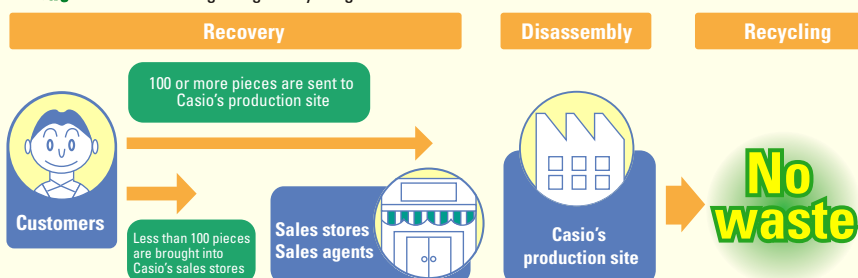 Recovery
Disassembly
Recycling
100 or more pieces are sent to
Casio's production site
Customers
Less than 100 pieces
are brought into
Casio's sales stores
Sales stores
Sales agents
Casio's
production site
No
waste